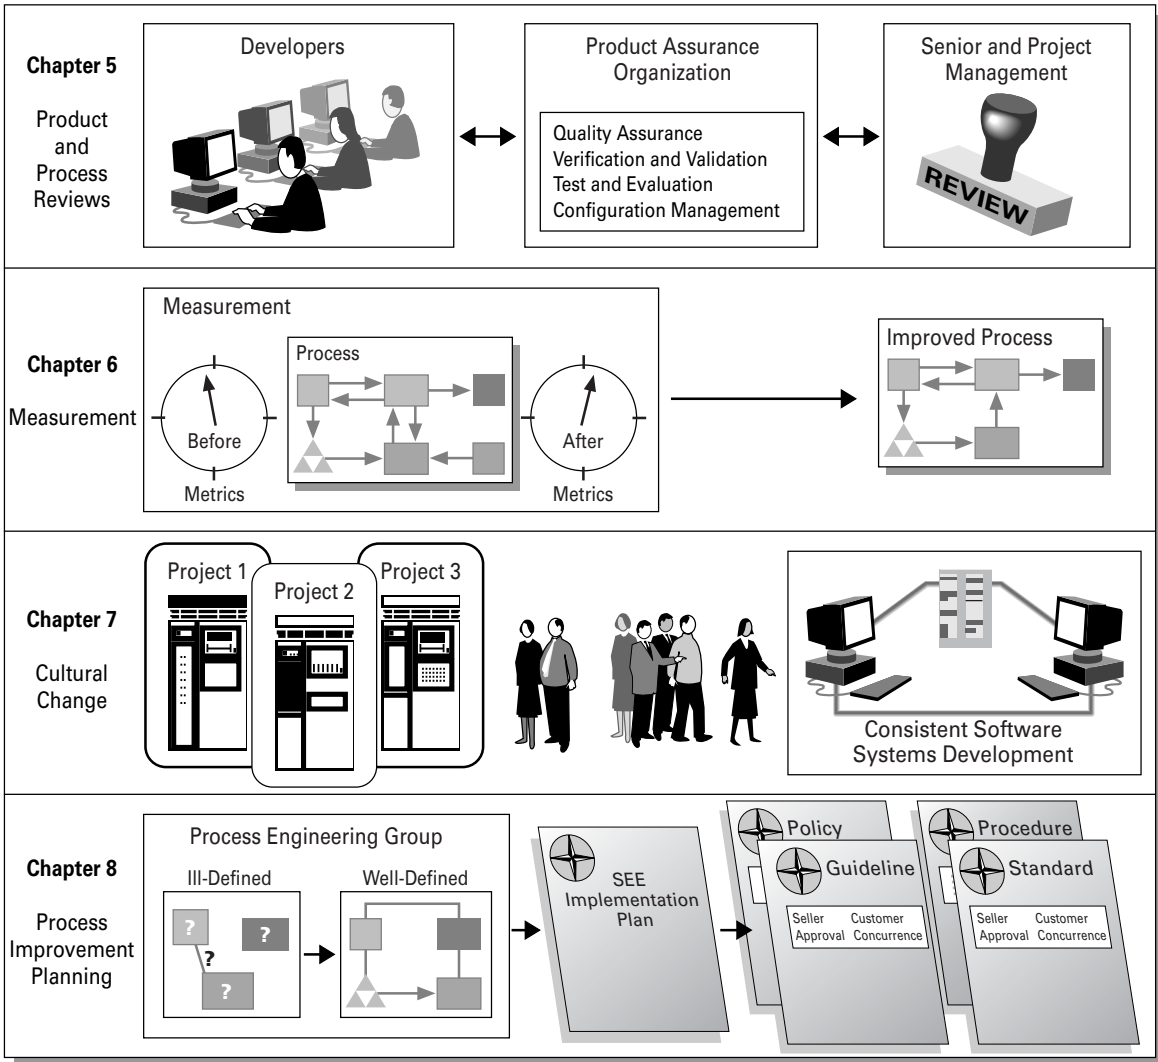 Chapter 5
Product
and
Process
Reviews
Developers
Product Assurance
Organization
Quality Assurance
Verification and Validation
Test and Evaluation
Configuration Management
Senior and Project
Management
REVIEW
Chapter 6
Measurement
Measurement
Before
Metrics
Process
After
Metrics
Improved Process
Chapter 7
Cultural
Change
Project 1
Project 2
Project 3
Consistent Software
Systems Development
Chapter 8
Process
Improvement
Planning
Process Engineering Group
Ill-Defined
?
?
?
?
Well-Defined
SEE
Implementation
Plan
Policy
Guideline
Seller Customer
Approval Concurrence
Procedure
Standard
Seller Customer
Approval Concurrence